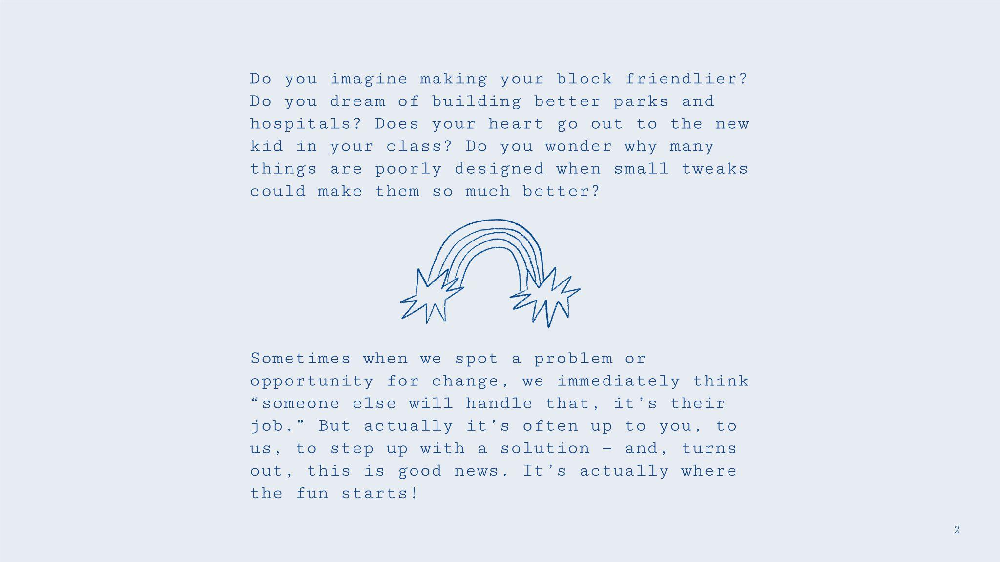 Do you imagine making your block friendlier?
Do you dream of building better parks and
hospitals? Does your heart go out to the new
kid in your class? Do you wonder why many
things are poorly designed when small tweaks
could make them so much better?
Sometimes when we spot a problem or
opportunity for change, we immediately think
“someone else will handle that, it’s their
job.” But actually it’s often up to you, to
us, to step up with a solution – and, turns
out, this is good news. It’s actually where
the fun starts!
2